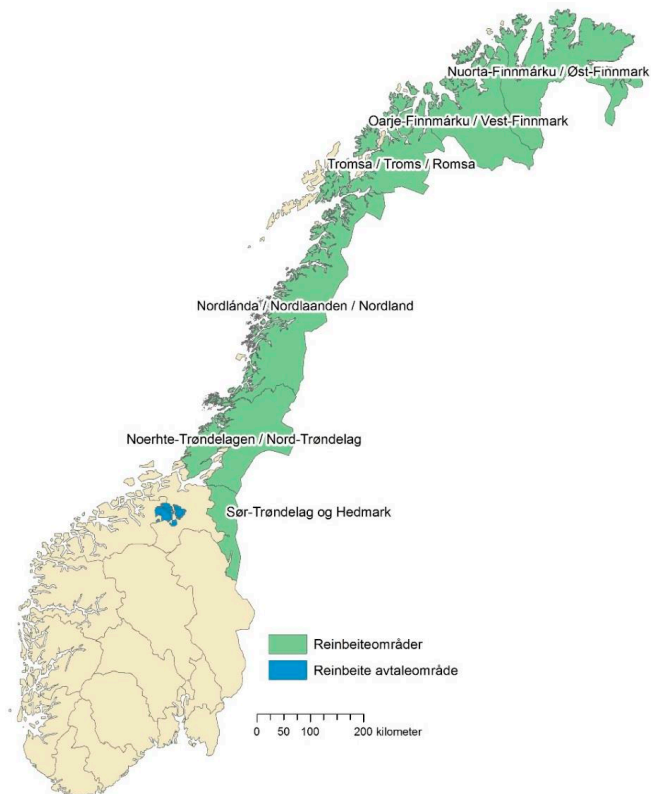 Nuorta-Finnmárku / Øst-Finnmark
Oarje-Finnmárku / Vest-Finnmark
Tromsa / Troms / Romsa
Nordlánda / Nordlaanden / Nordland
Noerhte-Trøndelagen / Nord-Trøndelag
Sør-Trøndelag og Hedmark
Reinbeiteområder
Reinbeite avtaleområde
0 50 100 200 kilometer